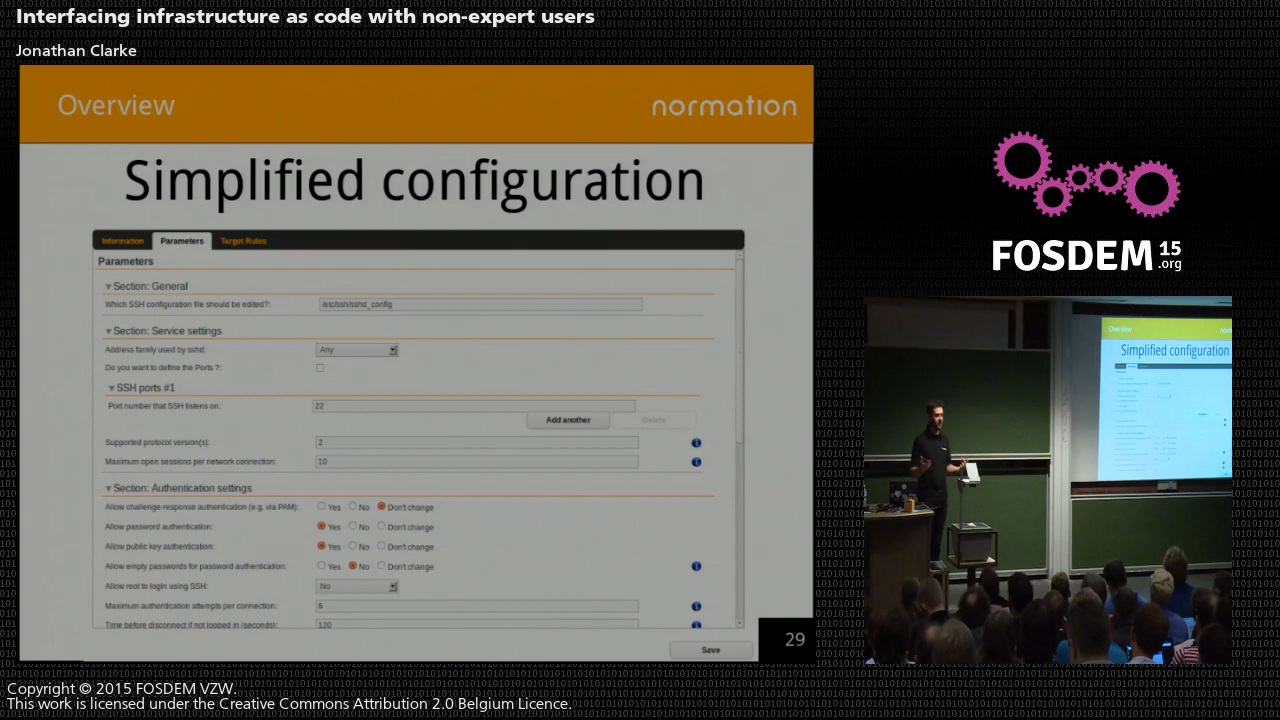 Interfacing infrastructure as code with non-expert users
Jonathan Clarke
Overview
normation
Simplified configuration
Information Parameters Target Rules
Parameters
Section: General
Which SSH configuration file should be edited?: /etc/ssh/sshd_config
Section: Service settings
Address family used by sshd: Any
Do you want to define the Ports ?:
SSH ports #1
Port number that SSH listens on: 22
Add another Delete
Supported protocol version(s): 2
Maximum open sessions per network connection: 10
Section: Authentication settings
Allow challenge-response authentication (e.g. via PAM): Yes No Don't change
Allow password authentication: Yes No Don't change
Allow public key authentication: Yes No Don't change
Allow empty passwords for password authentication: Yes No Don't change
Allow root to login using SSH: No
Maximum authentication attempts per connection: 6
Time before disconnect if not logged in (seconds): 120
Save
29
FOSDEM 15
.org
Overview
Simplified configuration
Copyright © 2015 FOSDEM VZW.
This work is licensed under the Creative Commons Attribution 2.0 Belgium Licence.